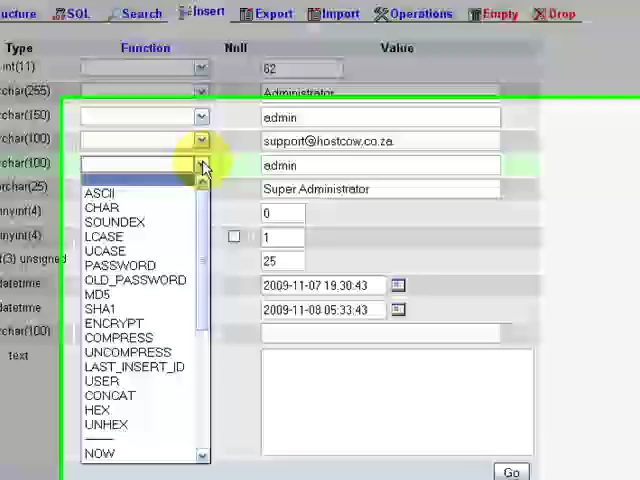 ucture SQL Search Insert Export Import Operations Empty Drop
Type Function Null Value
int(11) 62
rchar(255) Administrator
rchar(150) admin
rchar(100) support@hostcow.co.za
rchar(100) admin
rchar(25) Super Administrator
nyint(4) 0
nyint(4) 1
t(3) unsigned 25
datetime 2009-11-07 19:30:43
datetime 2009-11-08 05:33:43
rchar(100)
text
ASCII
CHAR
SOUNDEX
LCASE
UCASE
PASSWORD
OLD_PASSWORD
MD5
SHA1
ENCRYPT
COMPRESS
UNCOMPRESS
LAST_INSERT_ID
USER
CONCAT
HEX
UNHEX
NOW
Go